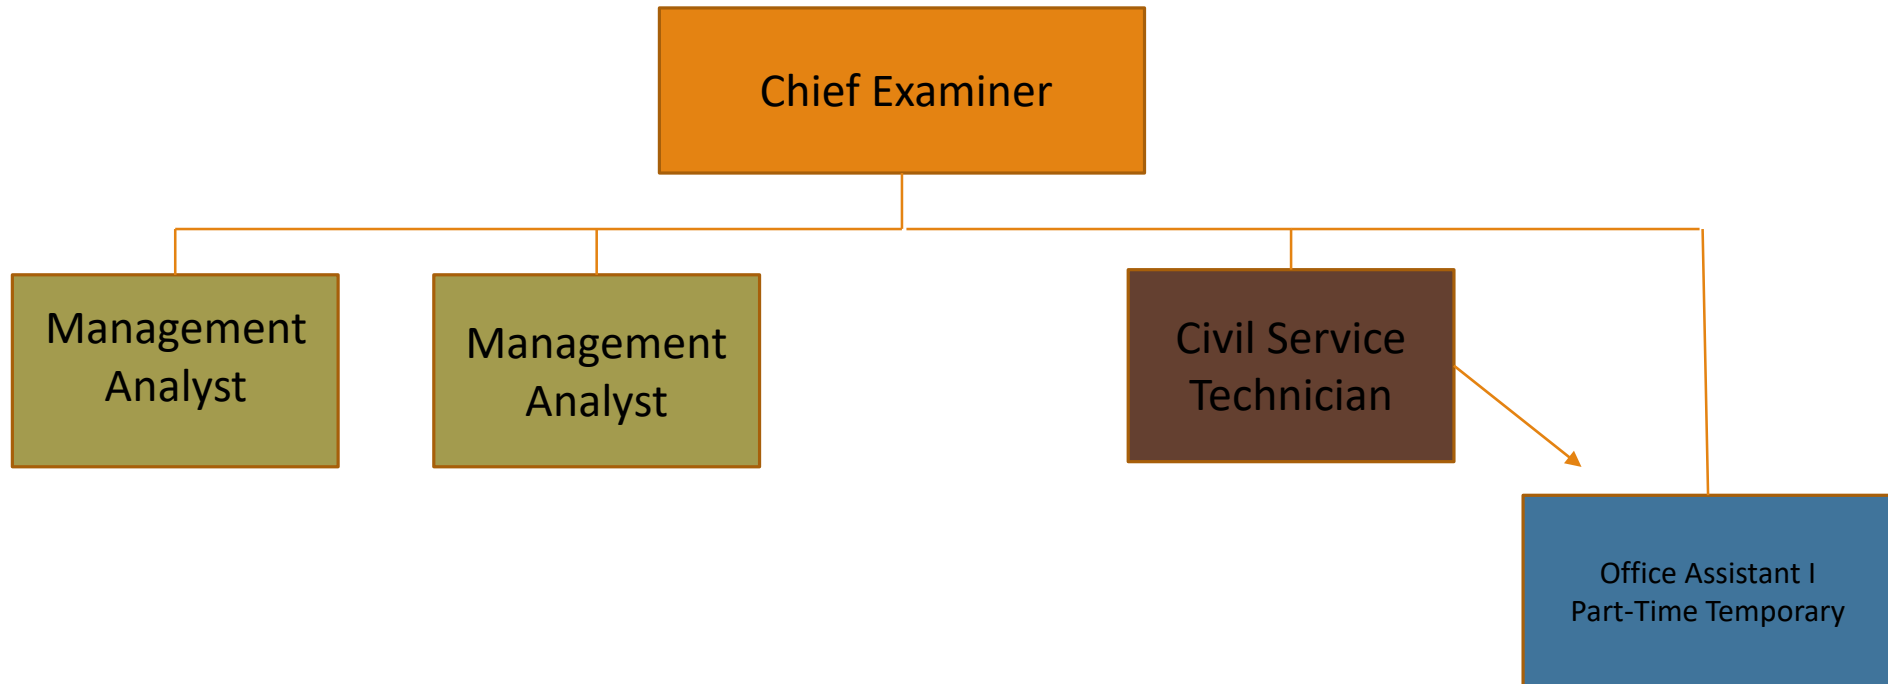 Chief Examiner
Management
Analyst
Management
Analyst
Civil Service
Technician
Office Assistant I
Part-Time Temporary